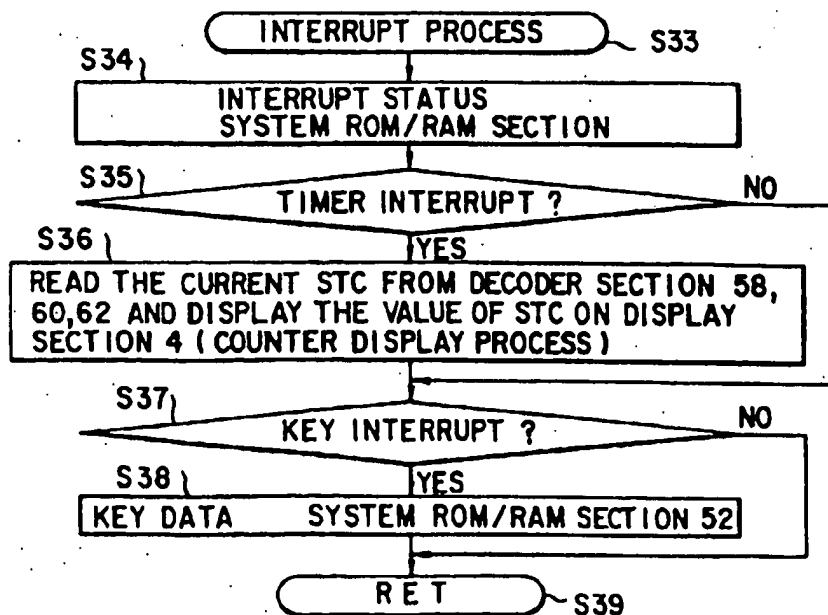 INTERRUPT PROCESS
S33
S34
INTERRUPT STATUS
SYSTEM ROM/RAM SECTION
S35
TIMER INTERRUPT ?
NO
S36
YES
READ THE CURRENT STC FROM DECODER SECTION 58,
60,62 AND DISPLAY THE VALUE OF STC ON DISPLAY
SECTION 4 (COUNTER DISPLAY PROCESS)
S37
KEY INTERRUPT ?
NO
S38
YES
KEY DATA SYSTEM ROM/RAM SECTION 52
RET
S39